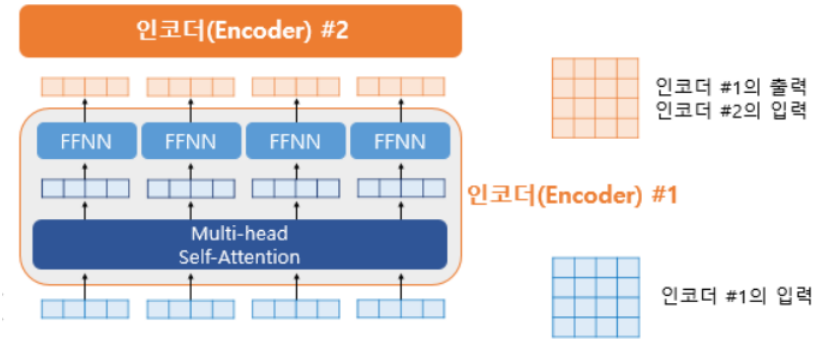 인코더(Encoder) #2
FFNN FFNN FFNN FFNN
Multi-head
Self-Attention
인코더(Encoder) #1
인코더 #1의 출력
인코더 #2의 입력
인코더 #1의 입력